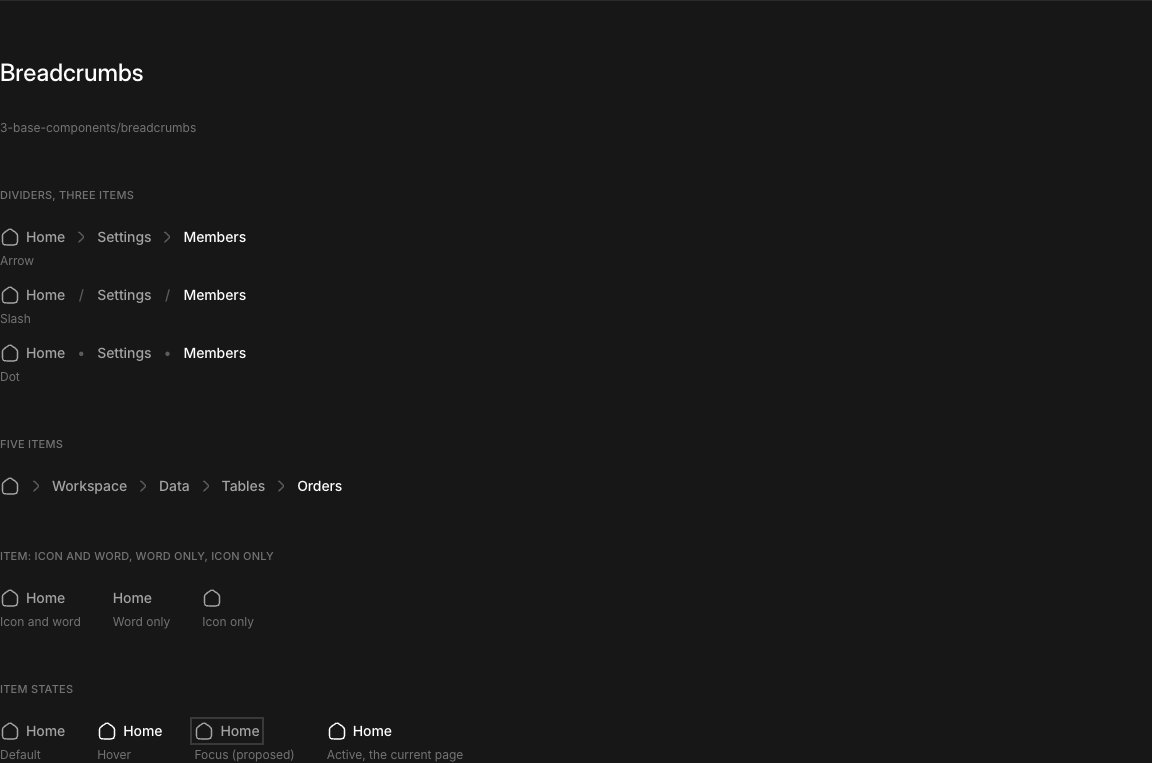 Breadcrumbs
3-base-components/breadcrumbs
DIVIDERS, THREE ITEMS
Home Settings Members
Arrow
Home / Settings / Members
Slash
Home • Settings • Members
Dot
FIVE ITEMS
Workspace Data Tables Orders
ITEM: ICON AND WORD, WORD ONLY, ICON ONLY
Home Home
Icon and word Word only Icon only
ITEM STATES
Home Home Home Home
Default Hover Focus (proposed) Active, the current page